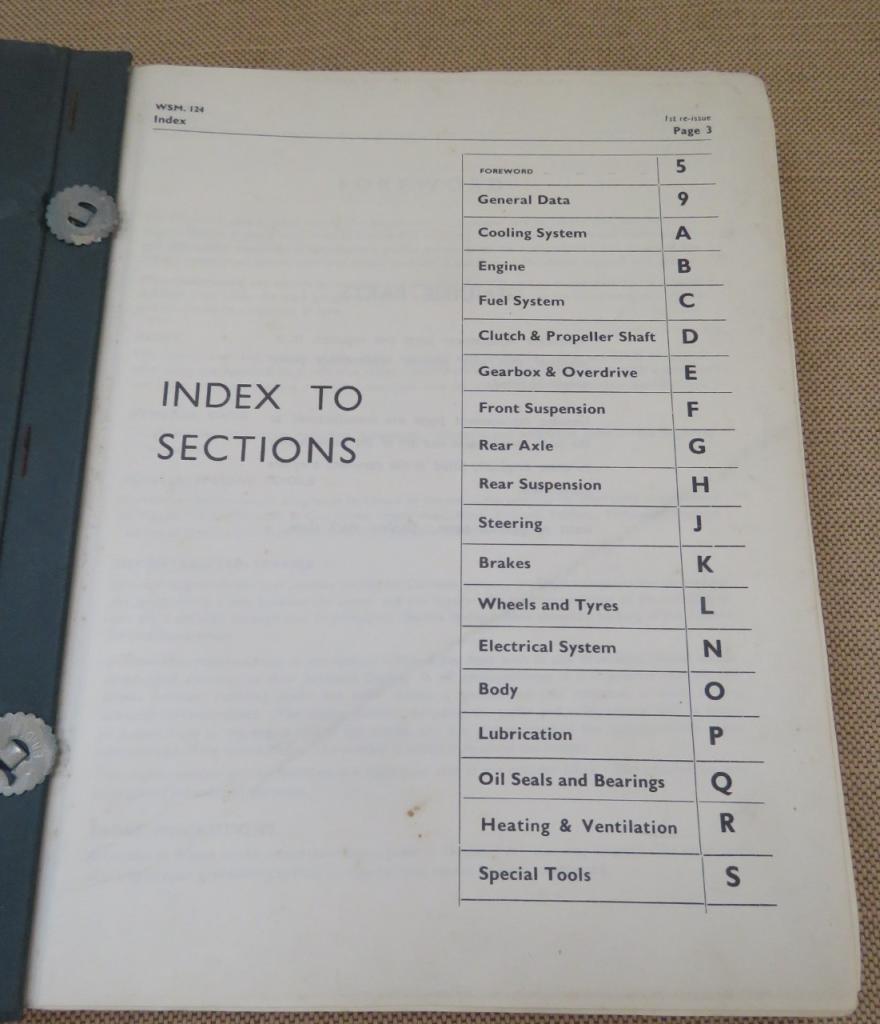 WSM. 124
Index
1st re-issue
Page 3
INDEX TO
SECTIONS
FOREWORD 5
General Data 9
Cooling System A
Engine B
Fuel System C
Clutch & Propeller Shaft D
Gearbox & Overdrive E
Front Suspension F
Rear Axle G
Rear Suspension H
Steering J
Brakes K
Wheels and Tyres L
Electrical System N
Body O
Lubrication P
Oil Seals and Bearings Q
Heating & Ventilation R
Special Tools S